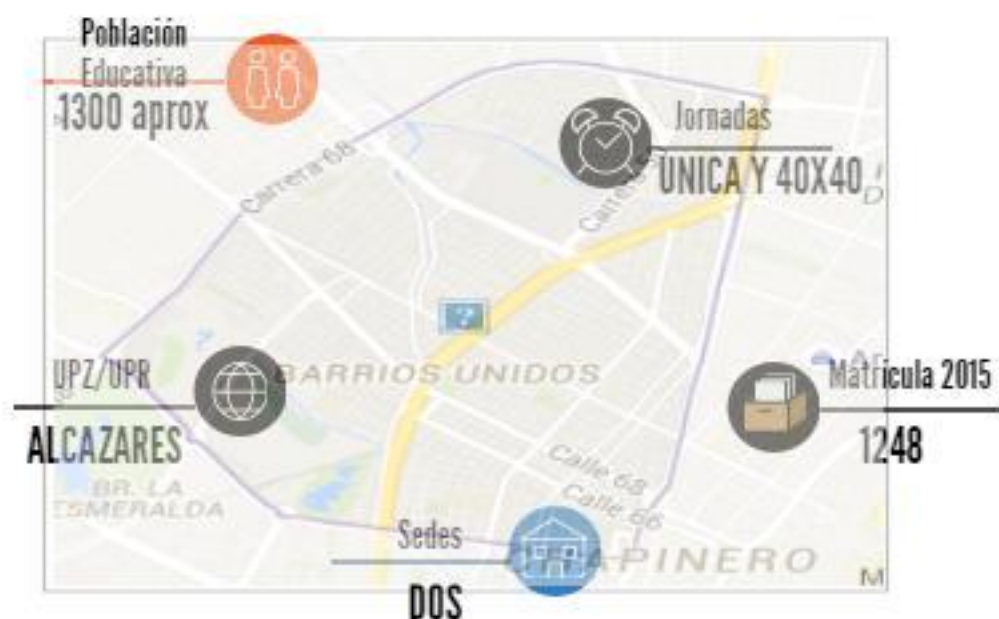 Población
Educativa
1300 aprox
Jornadas
UNICA Y 40X40
Carrera 68
?
UPZ/UPR
ALCAZARES
BARRIOS UNIDOS
Matricula 2015
1248
BR. LA
ESMERALDA
Calle 68
Calle 66
Sedes
DOS
CHAPINERO
M